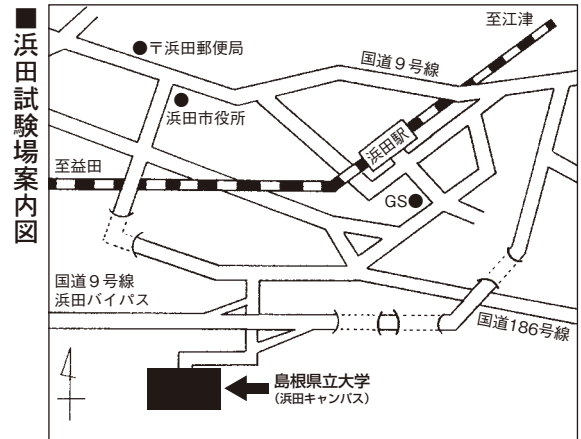 ■浜田試験場案内図
至江津
〒浜田郵便局
国道9号線
浜田市役所
浜田駅
至益田
GS
国道9号線
浜田バイパス
国道186号線
島根県立大学
(浜田キャンパス)